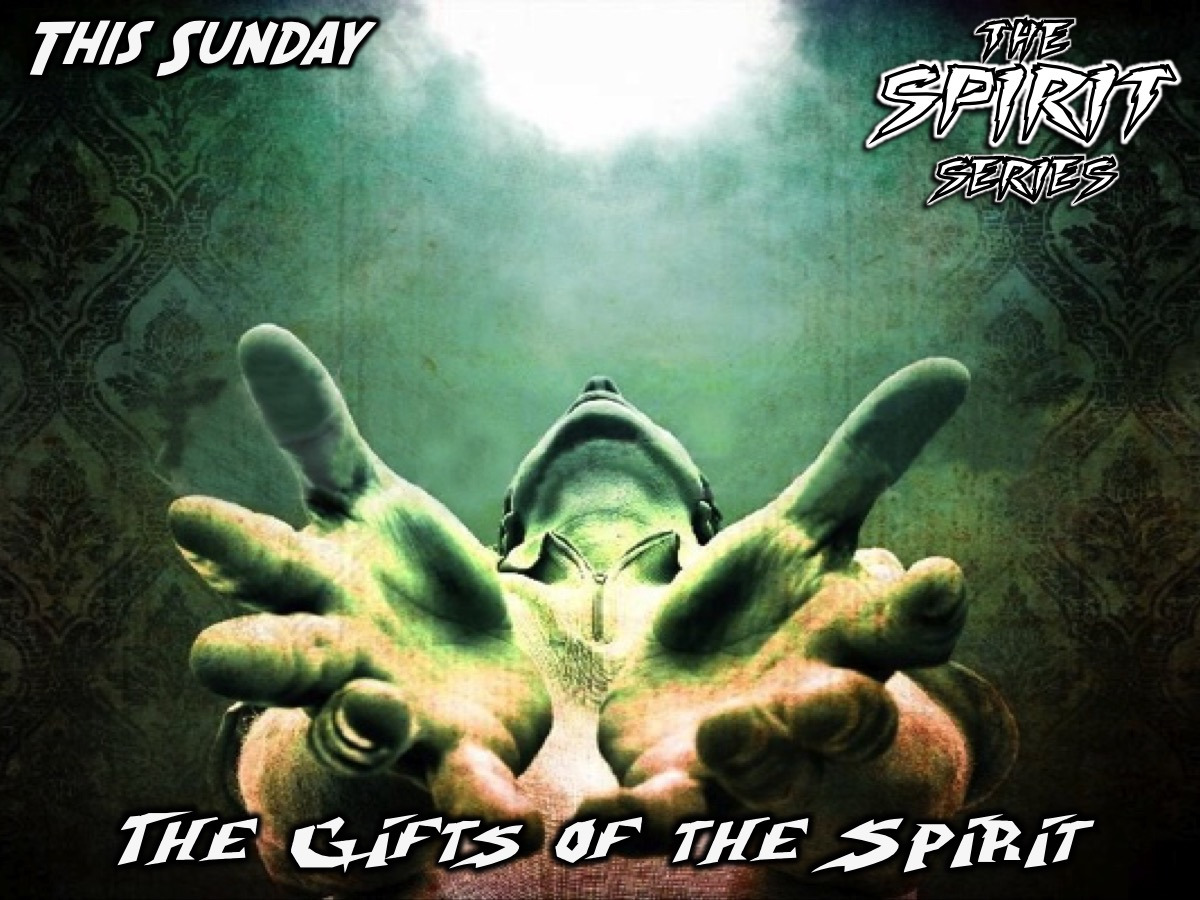 This Sunday
The
Spirit
Series
The Gifts of the Spirit